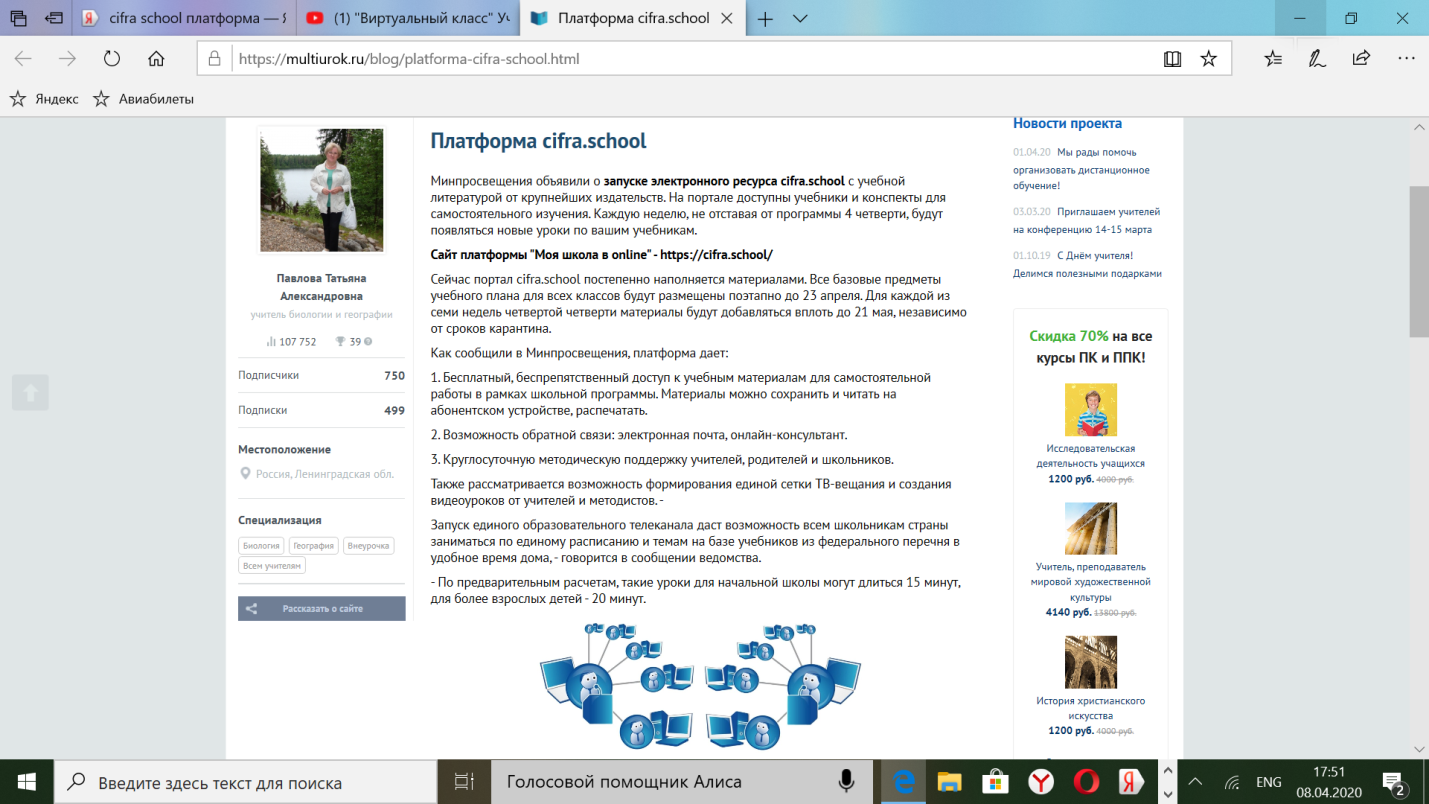 cifra school платформа — Я
(1) "Виртуальный класс" Уч
Платформа cifra.school
https://multiurok.ru/blog/platforma-cifra-school.html
Яндекс
Авиабилеты
Павлова Татьяна
Александровна
учитель биологии и географии
107 752
39
Подписчики 750
Подписки 499
Местоположение
Россия, Ленинградская обл.
Специализация
Биология География Внеурочка
Всем учителям
Рассказать о сайте
Платформа cifra.school
Минпросвещения объявили о запуске электронного ресурса cifra.school с учебной
литературой от крупнейших издательств. На портале доступны учебники и конспекты для
самостоятельного изучения. Каждую неделю, не отставая от программы 4 четверти, будут
появляться новые уроки по вашим учебникам.
Сайт платформы "Моя школа в online" - https://cifra.school/
Сейчас портал cifra.school постепенно наполняется материалами. Все базовые предметы
учебного плана для всех классов будут размещены поэтапно до 23 апреля. Для каждой из
семи недель четвертой четверти материалы будут добавляться вплоть до 21 мая, независимо
от сроков карантина.
Как сообщили в Минпросвещения, платформа дает:
1. Бесплатный, беспрепятственный доступ к учебным материалам для самостоятельной
работы в рамках школьной программы. Материалы можно сохранить и читать на
абонентском устройстве, распечатать.
2. Возможность обратной связи: электронная почта, онлайн-консультант.
3. Круглосуточную методическую поддержку учителей, родителей и школьников.
Также рассматривается возможность формирования единой сетки ТВ-вещания и создания
видеоуроков от учителей и методистов. -
Запуск единого образовательного телеканала даст возможность всем школьникам страны
заниматься по единому расписанию и темам на базе учебников из федерального перечня в
удобное время дома, - говорится в сообщении ведомства.
- По предварительным расчетам, такие уроки для начальной школы могут длиться 15 минут,
для более взрослых детей - 20 минут.
Новости проекта
01.04.20 Мы рады помочь
организовать дистанционное
обучение!
03.03.20 Приглашаем учителей
на конференцию 14-15 марта
01.10.19 С Днём учителя!
Делимся полезными подарками
Скидка 70% на все
курсы ПК и ППК!
Исследовательская
деятельность учащихся
1200 руб. 4000 руб.
Учитель, преподаватель
мировой художественной
культуры
4140 руб. 13800 руб.
История христианского
искусства
1200 руб. 4000 руб.
Введите здесь текст для поиска
Голосовой помощник Алиса
ENG
17:51
08.04.2020
2